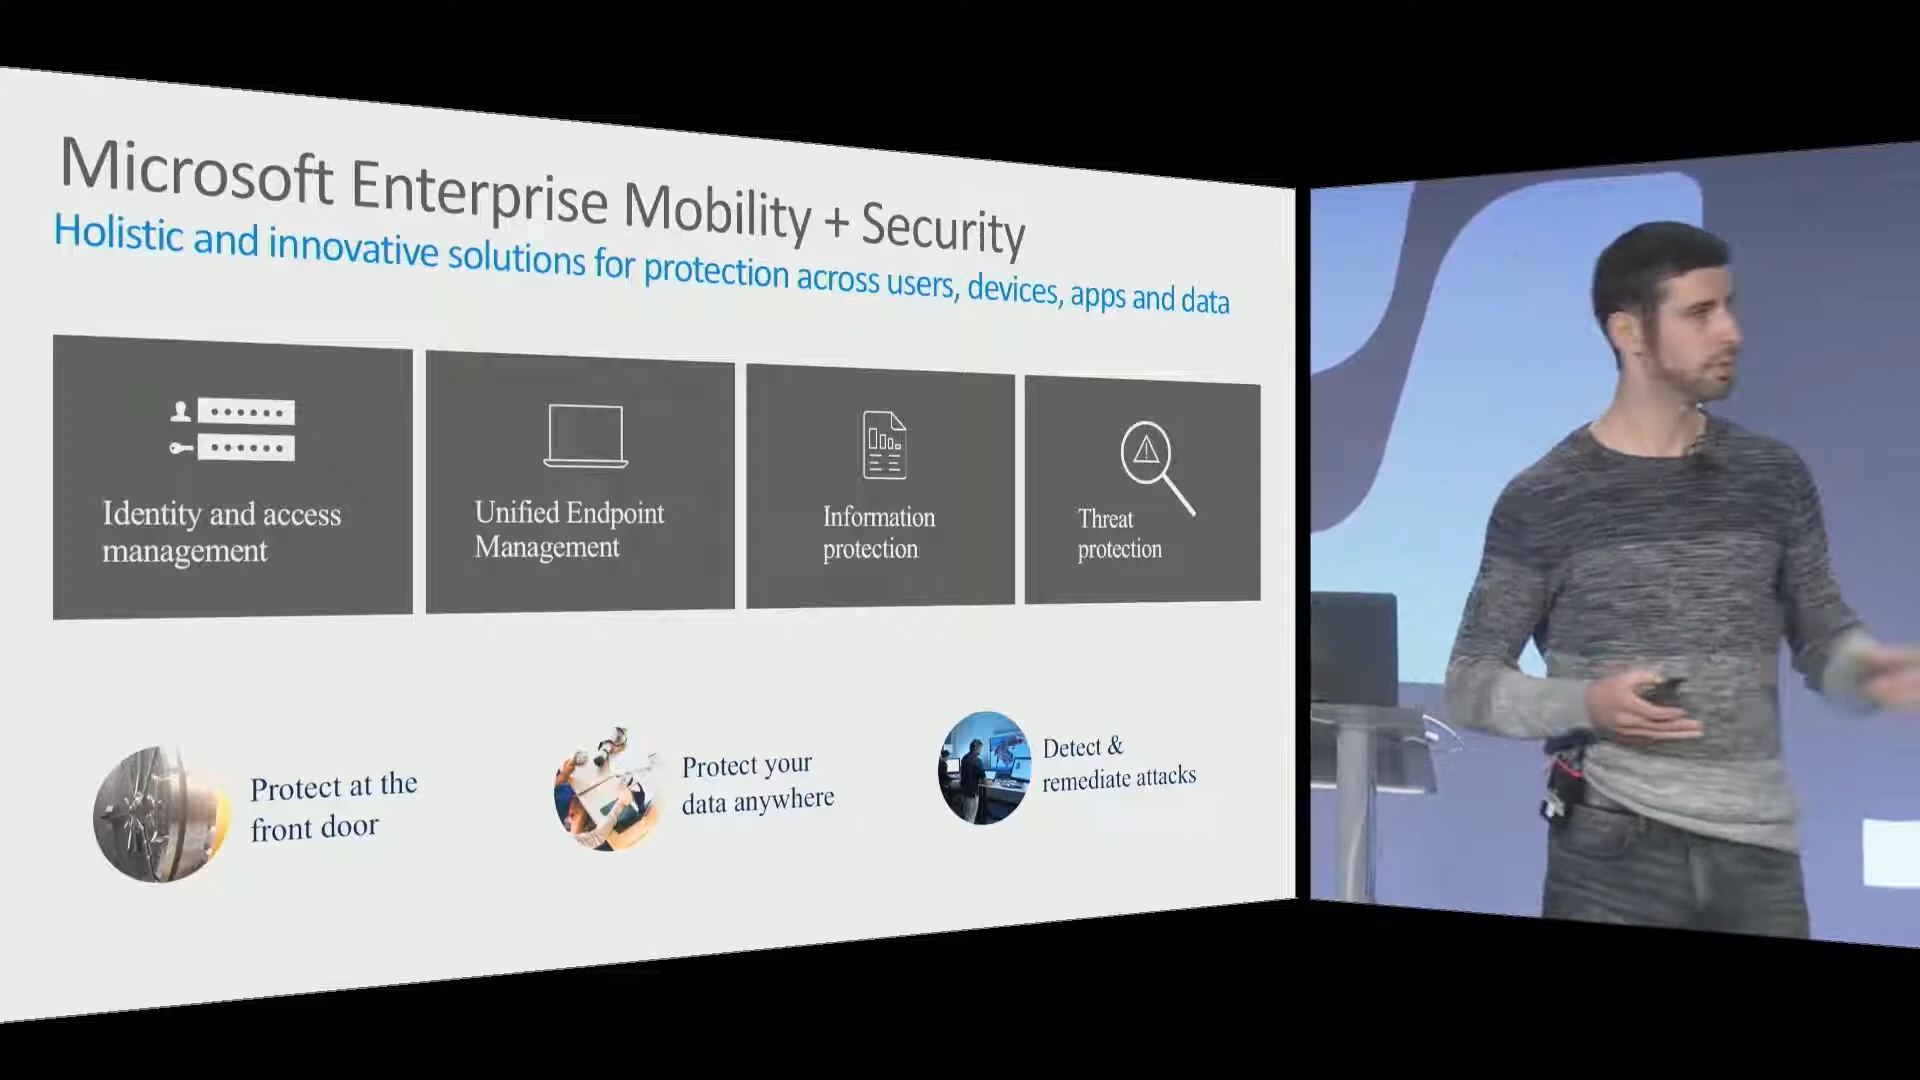 Microsoft Enterprise Mobility + Security
Holistic and innovative solutions for protection across users, devices, apps and data
Identity and access
management
Unified Endpoint
Management
Information
protection
Threat
protection
Protect at the
front door
Protect your
data anywhere
Detect &
remediate attacks